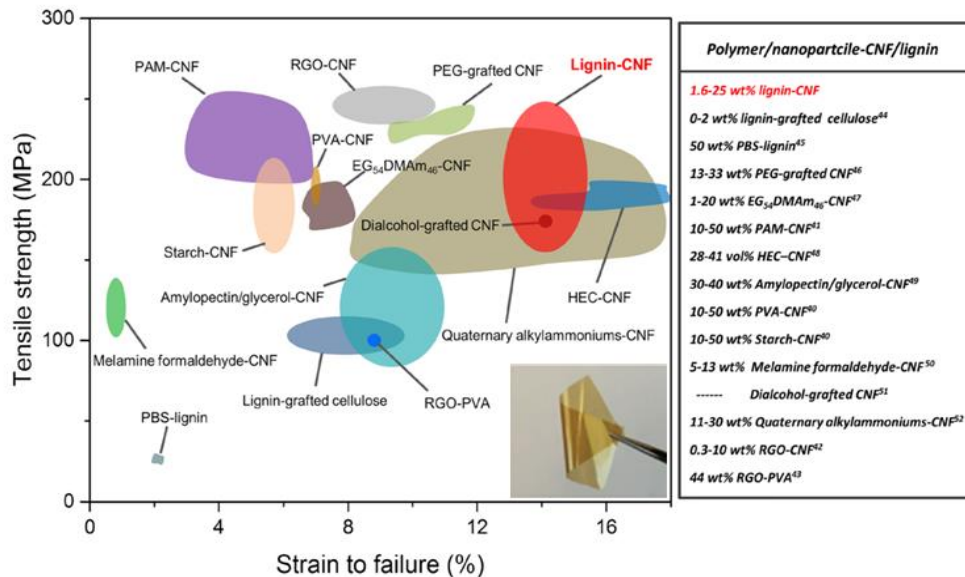 300
200
100
0
Tensile strength (MPa)
0 4 8 12 16
Strain to failure (%)
PAM-CNF
RGO-CNF
PEG-grafted CNF
Lignin-CNF
PVA-CNF
EG54DMAm46-CNF
Starch-CNF
Dialcohol-grafted CNF
Amylopectin/glycerol-CNF
HEC-CNF
Quaternary alkylammoniums-CNF
Melamine formaldehyde-CNF
Lignin-grafted cellulose
RGO-PVA
PBS-lignin
Polymer/nanopartcile-CNF/lignin
1.6-25 wt% lignin-CNF
0-2 wt% lignin-grafted cellulose44
50 wt% PBS-lignin45
13-33 wt% PEG-grafted CNF46
1-20 wt% EG54DMAm46-CNF47
10-50 wt% PAM-CNF41
28-41 vol% HEC–CNF48
30-40 wt% Amylopectin/glycerol-CNF49
10-50 wt% PVA-CNF40
10-50 wt% Starch-CNF40
5-13 wt% Melamine formaldehyde-CNF50
------ Dialcohol-grafted CNF51
11-30 wt% Quaternary alkylammoniums-CNF52
0.3-10 wt% RGO-CNF42
44 wt% RGO-PVA43